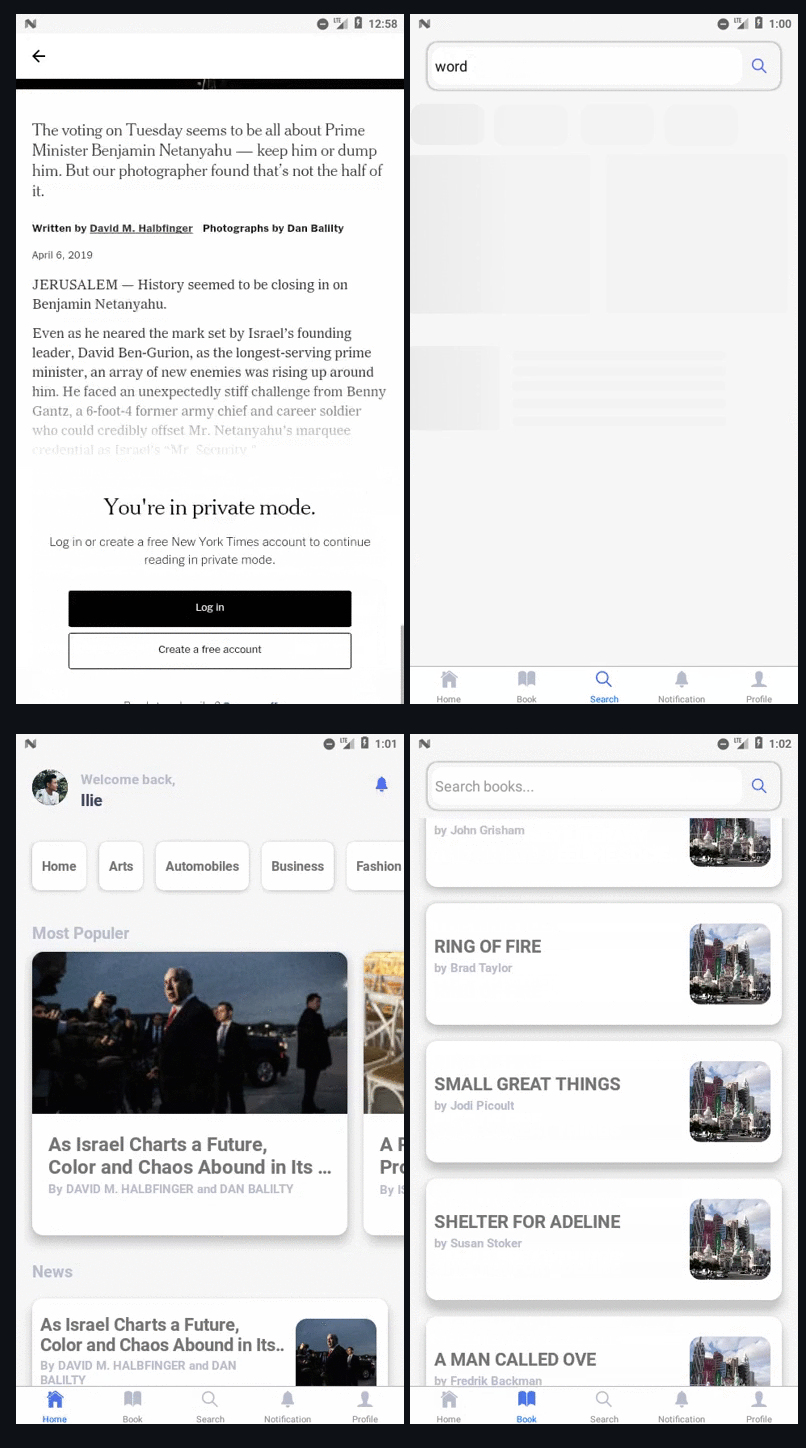 12:58
The voting on Tuesday seems to be all about Prime
Minister Benjamin Netanyahu — keep him or dump
him. But our photographer found that's not the half of
it.
Written by David M. Halbfinger Photographs by Dan Balilty
April 6, 2019
JERUSALEM — History seemed to be closing in on
Benjamin Netanyahu.
Even as he neared the mark set by Israel's founding
leader, David Ben-Gurion, as the longest-serving prime
minister, an array of new enemies was rising up around
him. He faced an unexpectedly stiff challenge from Benny
Gantz, a 6-foot-4 former army chief and career soldier
who could credibly offset Mr. Netanyahu's marquee
credential as Israel's “Mr. Security.”
You're in private mode.
Log in or create a free New York Times account to continue
reading in private mode.
Log in
Create a free account
LTE 1:00
word
Home Book Search Notification Profile
LTE 1:01
Welcome back,
Ilie
Home Arts Automobiles Business Fashion
Most Populer
As Israel Charts a Future,
Color and Chaos Abound in Its ...
By DAVID M. HALBFINGER and DAN BALILTY
News
As Israel Charts a Future,
Color and Chaos Abound in Its..
By DAVID M. HALBFINGER and DAN
BALILTY
Home Book Search Notification Profile
LTE 1:02
Search books...
by John Grisham
RING OF FIRE
by Brad Taylor
SMALL GREAT THINGS
by Jodi Picoult
SHELTER FOR ADELINE
by Susan Stoker
A MAN CALLED OVE
by Fredrik Backman
Home Book Search Notification Profile